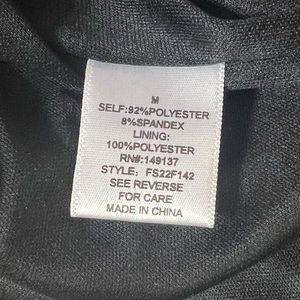 M
SELF:92%POLYESTER
8%SPANDEX
LINING:
100%POLYESTER
RN#:149137
STYLE: FS22F142
SEE REVERSE
FOR CARE
MADE IN CHINA